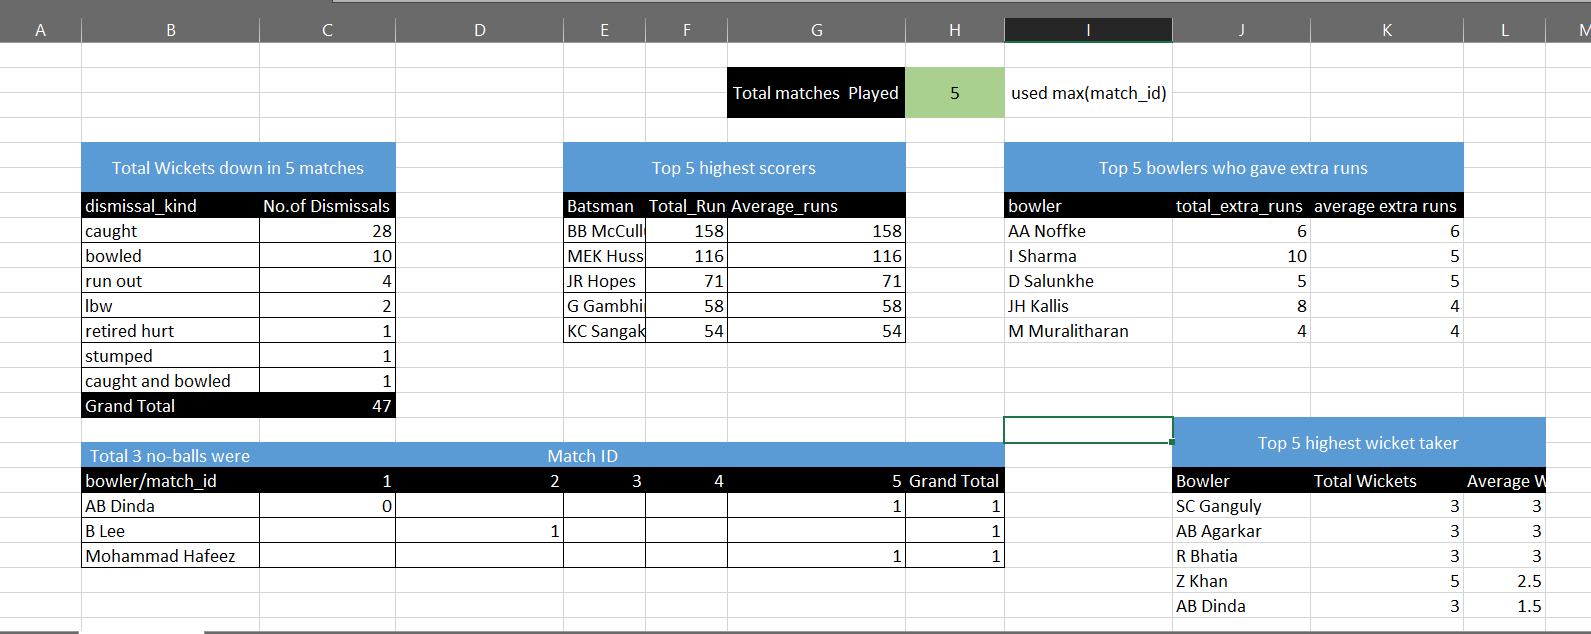 A B C D E F G H I J K L M
Total matches Played 5 used max(match_id)
Total Wickets down in 5 matches
dismissal_kind No.of Dismissals
caught 28
bowled 10
run out 4
lbw 2
retired hurt 1
stumped 1
caught and bowled 1
Grand Total 47
Top 5 highest scorers
Batsman Total_Run Average_runs
BB McCull 158 158
MEK Huss 116 116
JR Hopes 71 71
G Gambhi 58 58
KC Sangak 54 54
Top 5 bowlers who gave extra runs
bowler total_extra_runs average extra runs
AA Noffke 6 6
I Sharma 10 5
D Salunkhe 5 5
JH Kallis 8 4
M Muralitharan 4 4
Total 3 no-balls were Match ID
bowler/match_id 1 2 3 4 5 Grand Total
AB Dinda 0 1 1
B Lee 1 1
Mohammad Hafeez 1 1
Top 5 highest wicket taker
Bowler Total Wickets Average W
SC Ganguly 3 3
AB Agarkar 3 3
R Bhatia 3 3
Z Khan 5 2.5
AB Dinda 3 1.5